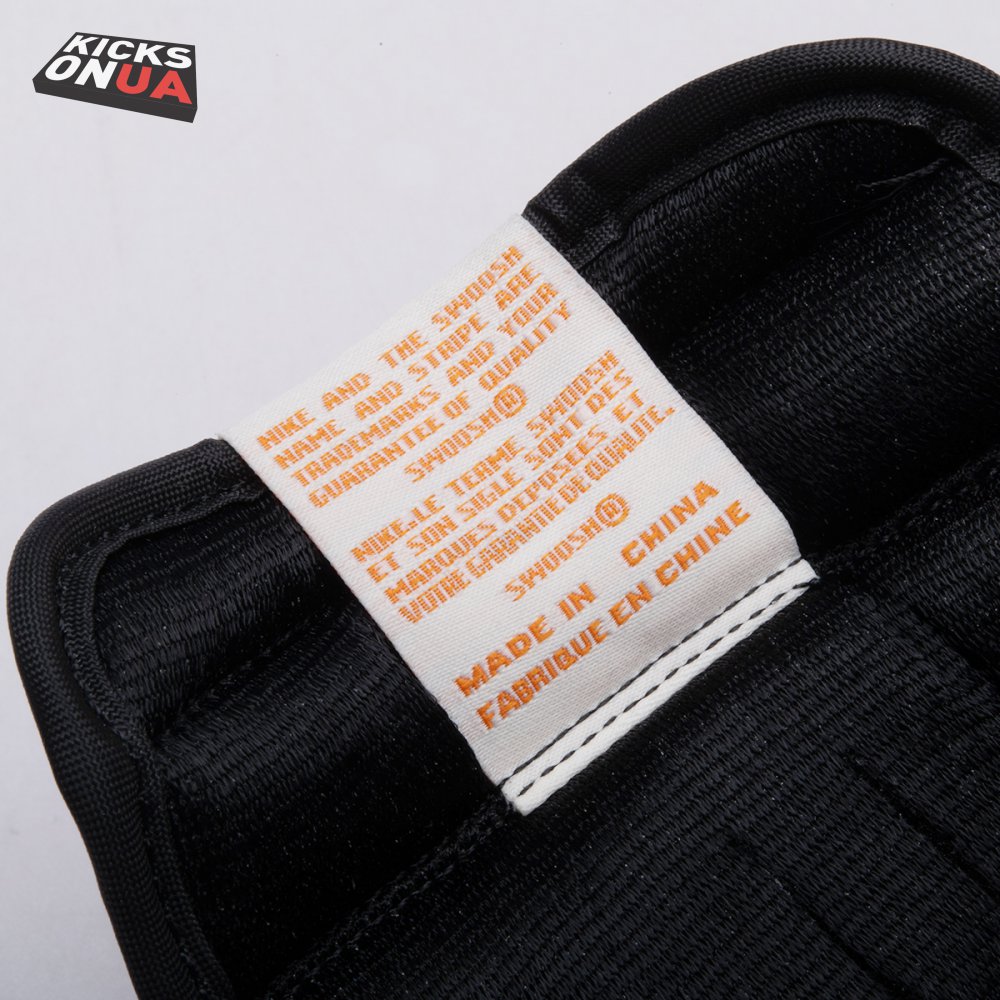 KICKS
ONUA
NIKE AND THE SWOOSH
NAME AND STRIPE ARE
TRADEMARKS AND YOUR
GUARANTEE OF QUALITY
SWOOSH®
NIKE.LE TERME SWOOSH
ET SON SIGLE SONT DES
MARQUES DEPOSEES ET
VOTRE GARANTIE DE QUALITE.
SWOOSH®
MADE IN CHINA
FABRIQUE EN CHINE